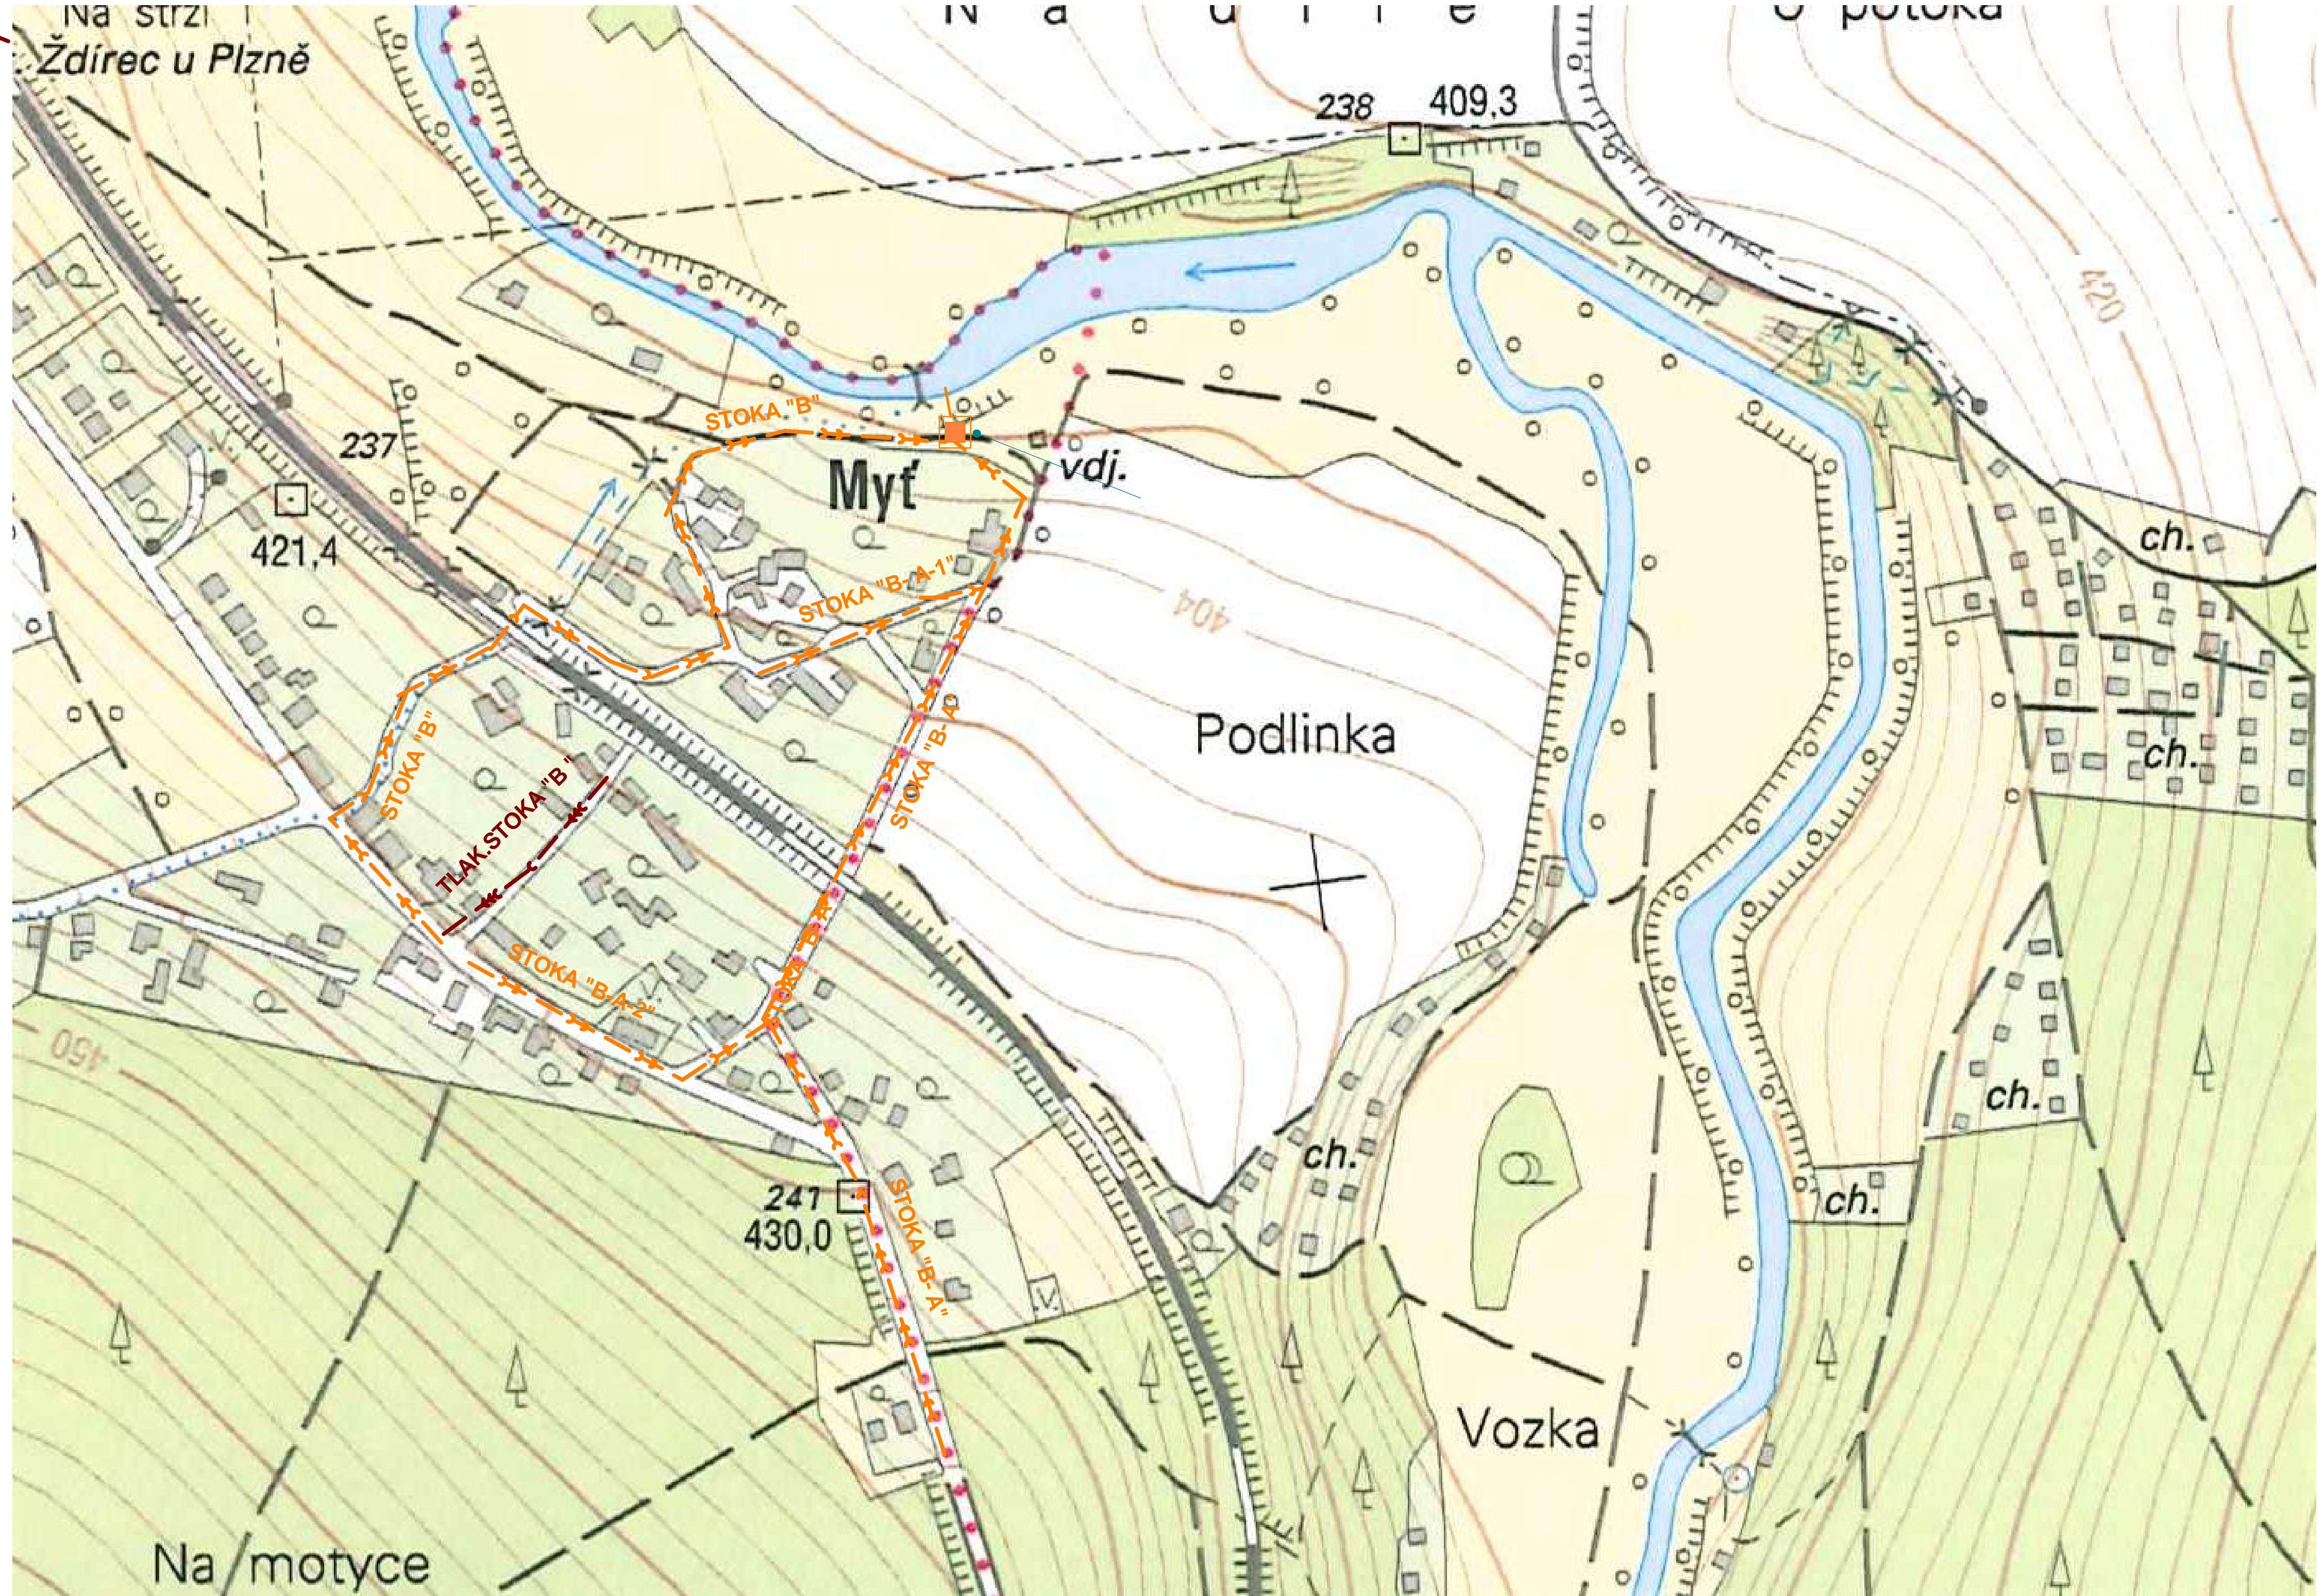 Na strži
Ždírec u Plzně
N a d ř í č
U potoka
238 409,3
420
STOKA "B"
237
421,4
Myť
vdj.
STOKA "B-A-1"
404
ch.
STOKA "B"
TLAK.STOKA "B"
STOKA "B-A"
Podlinka
ch.
STOKA "B-A"
STOKA "B-A-2"
450
ch.
ch.
ch.
241
430,0
STOKA "B-A"
Vozka
Na motyce